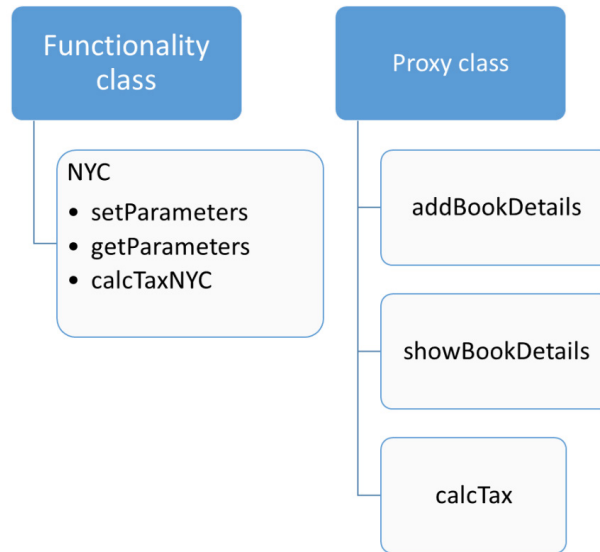 Functionality
class
NYC
• setParameters
• getParameters
• calcTaxNYC
Proxy class
addBookDetails
showBookDetails
calcTax